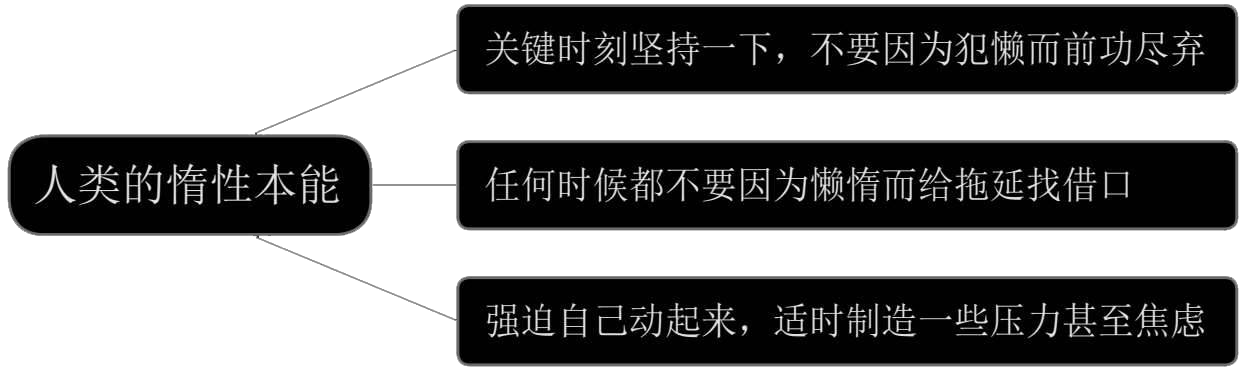 关键时刻坚持一下，不要因为犯懒而前功尽弃
人类的惰性本能
任何时候都不要因为懒惰而给拖延找借口
强迫自己动起来，适时制造一些压力甚至焦虑